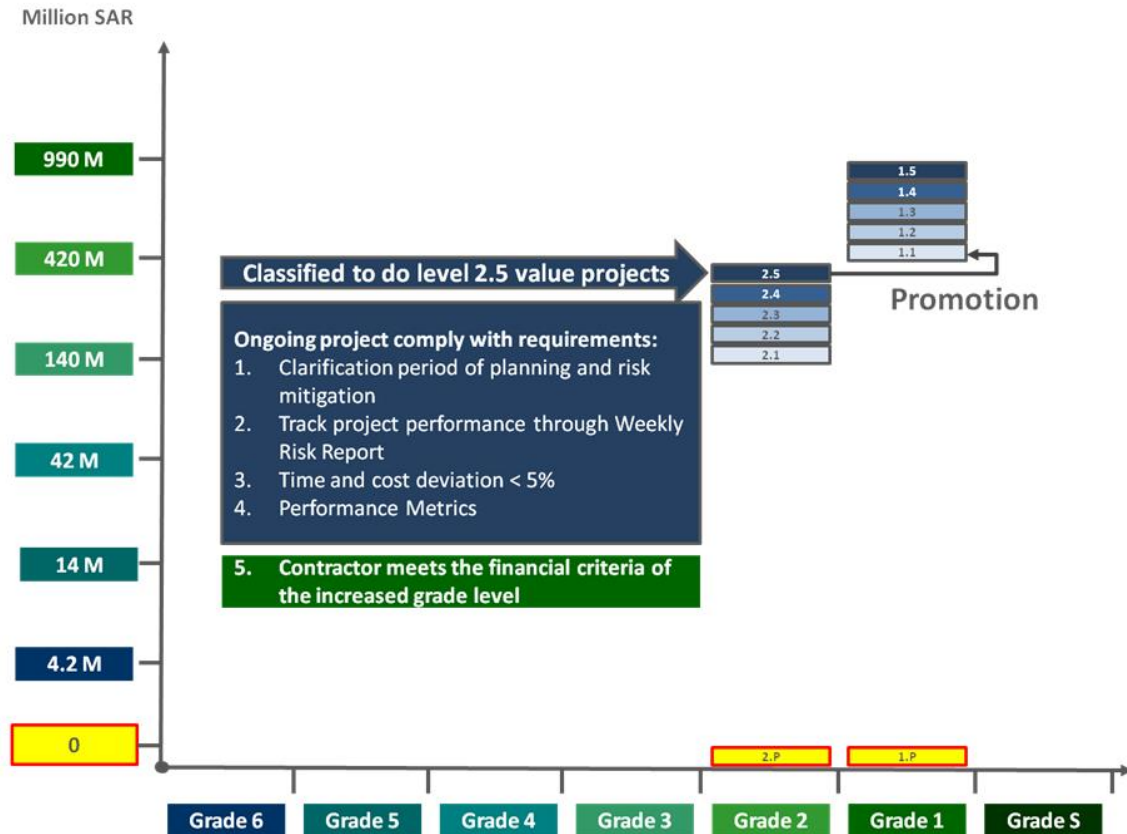 Million SAR
990 M
420 M
140 M
42 M
14 M
4.2 M
0
1.5
1.4
1.3
1.2
1.1
Classified to do level 2.5 value projects
2.5
2.4
2.3
2.2
2.1
Promotion
Ongoing project comply with requirements:
1. Clarification period of planning and risk
mitigation
2. Track project performance through Weekly
Risk Report
3. Time and cost deviation < 5%
4. Performance Metrics
5. Contractor meets the financial criteria of
the increased grade level
2.P
1.P
Grade 6
Grade 5
Grade 4
Grade 3
Grade 2
Grade 1
Grade S